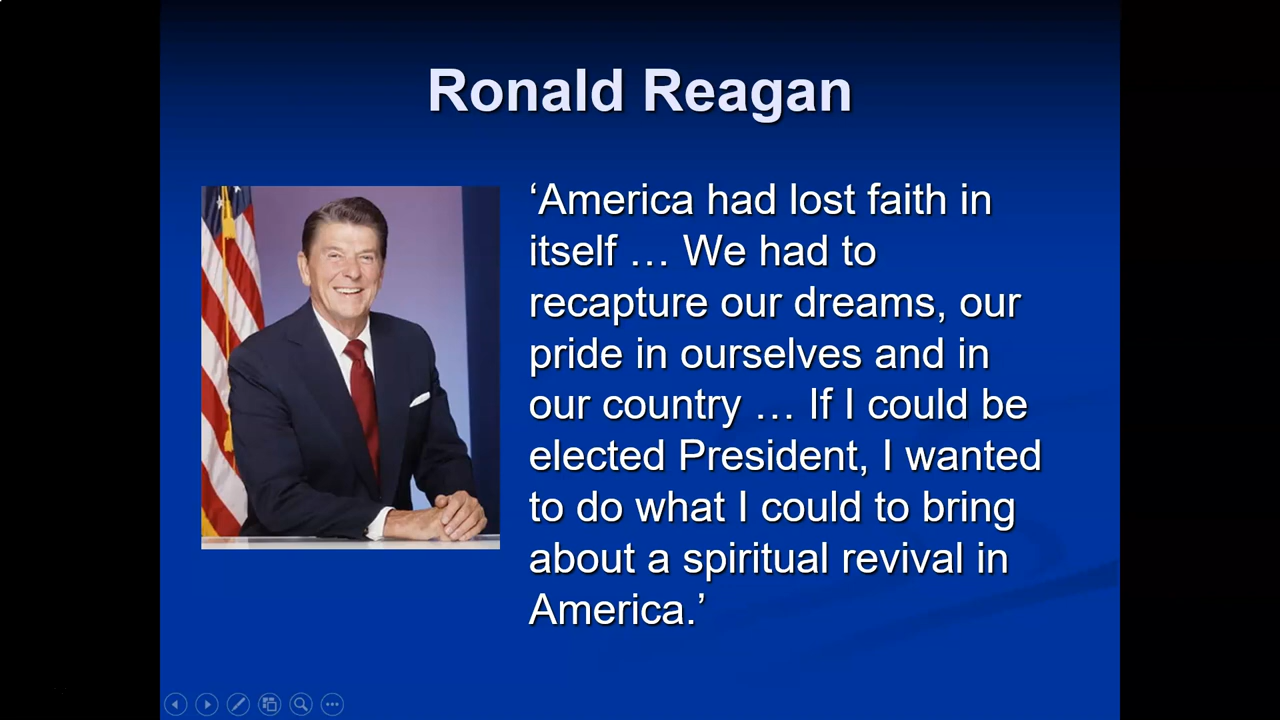 Ronald Reagan
‘America had lost faith in
itself … We had to
recapture our dreams, our
pride in ourselves and in
our country … If I could be
elected President, I wanted
to do what I could to bring
about a spiritual revival in
America.’